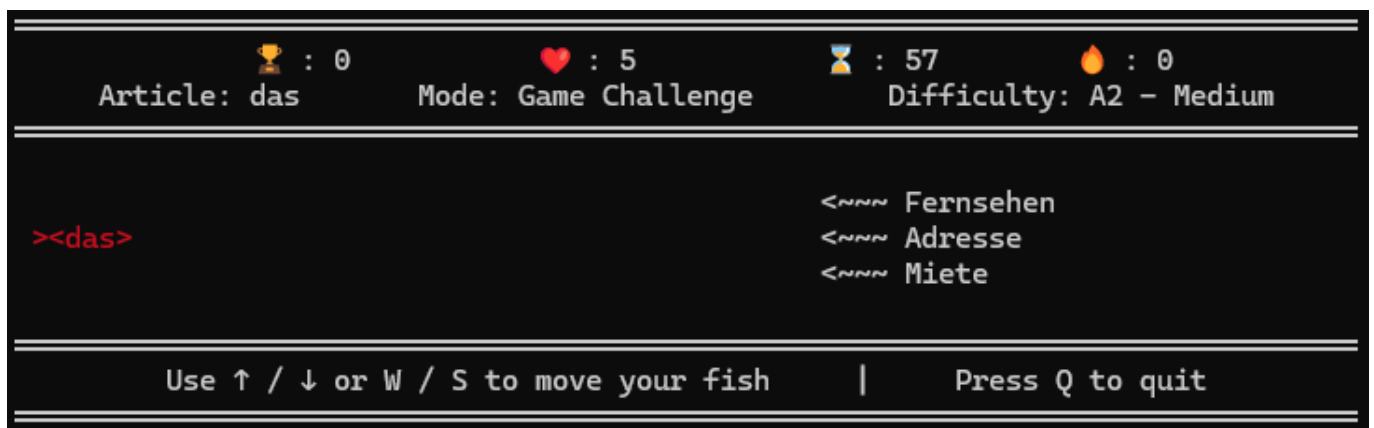 🏆 : 0 ❤️ : 5 ⏳ : 57 🔥 : 0
Article: das Mode: Game Challenge Difficulty: A2 – Medium
<~~~ Fernsehen
><das> <~~~ Adresse
<~~~ Miete
Use ↑ / ↓ or W / S to move your fish | Press Q to quit